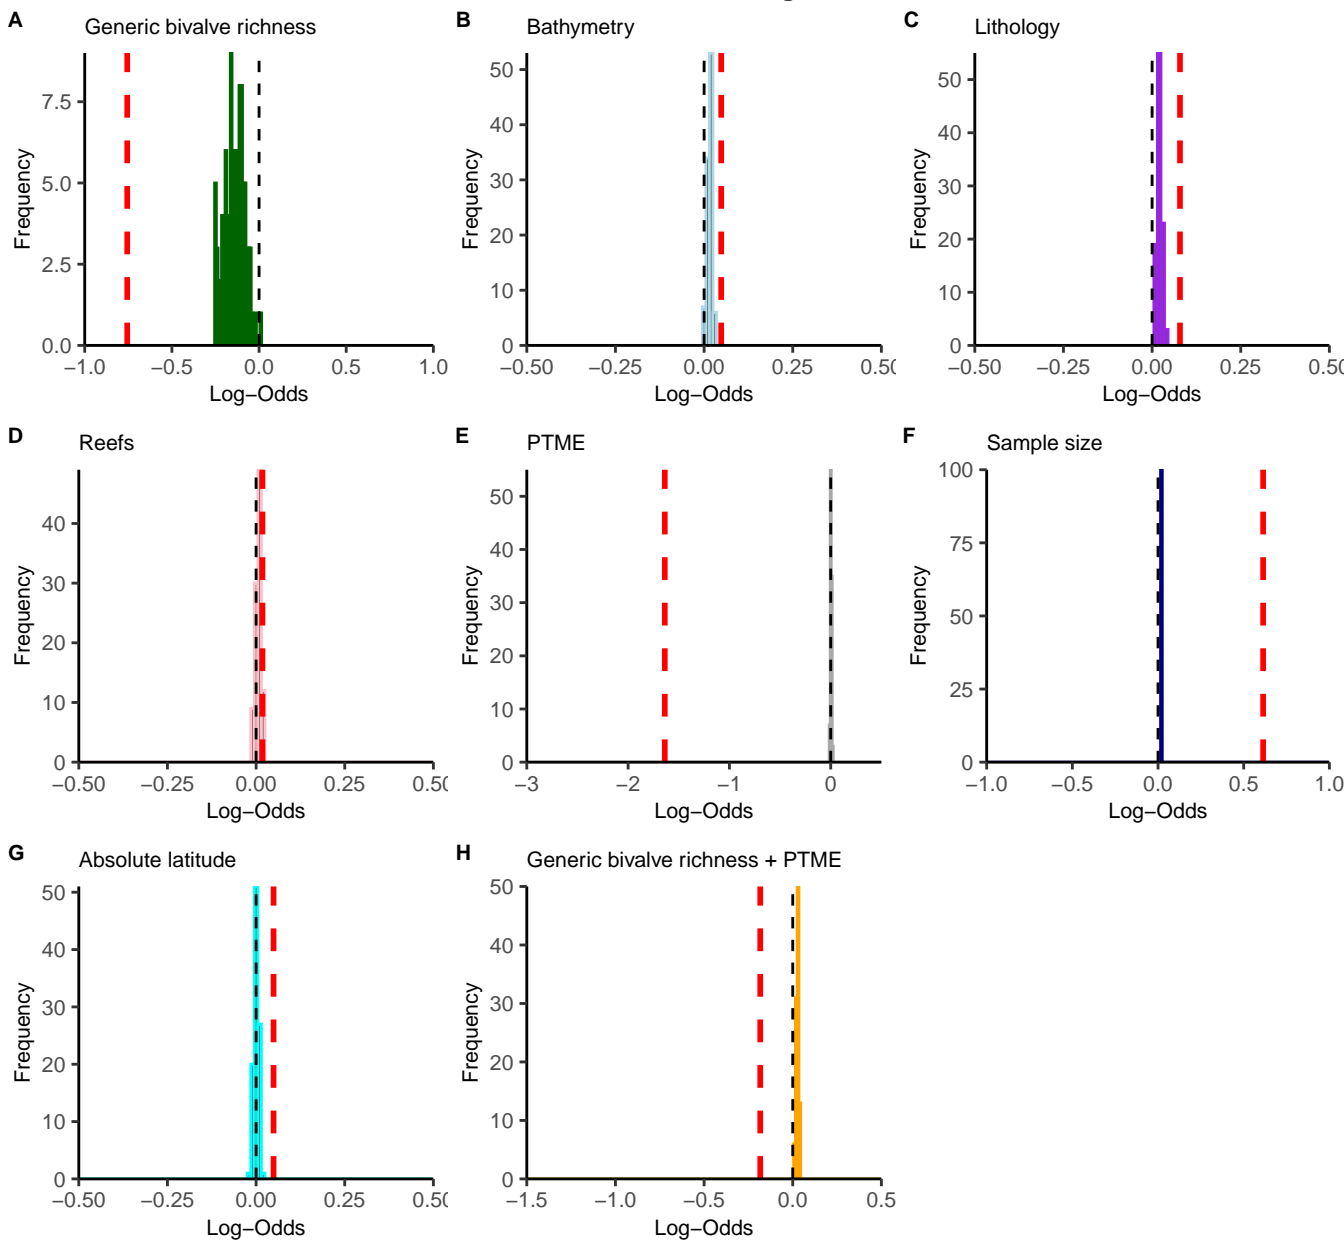 A Generic bivalve richness
Frequency
7.5
5.0
2.5
0.0
−1.0 −0.5 0.0 0.5 1.0
Log−Odds
B Bathymetry
Frequency
50
40
30
20
10
0
−0.50 −0.25 0.00 0.25 0.50
Log−Odds
C Lithology
Frequency
50
40
30
20
10
0
−0.50 −0.25 0.00 0.25 0.50
Log−Odds
D Reefs
Frequency
40
30
20
10
0
−0.50 −0.25 0.00 0.25 0.50
Log−Odds
E PTME
Frequency
50
40
30
20
10
0
−3 −2 −1 0
Log−Odds
F Sample size
Frequency
100
75
50
25
0
−1.0 −0.5 0.0 0.5 1.0
Log−Odds
G Absolute latitude
Frequency
50
40
30
20
10
0
−0.50 −0.25 0.00 0.25 0.50
Log−Odds
H Generic bivalve richness + PTME
Frequency
50
40
30
20
10
0
−1.5 −1.0 −0.5 0.0 0.5
Log−Odds